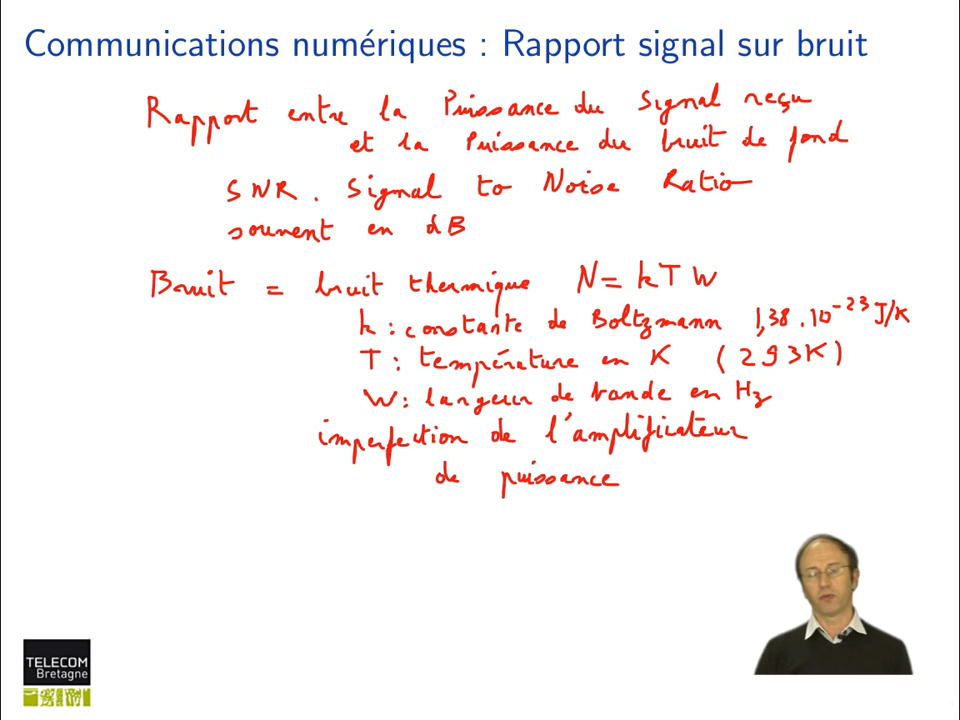 Communications numériques : Rapport signal sur bruit
Rapport entre la Puissance du Signal reçu
et la Puissance du bruit de fond
SNR . Signal to Noise Ratio
souvent en dB
Bruit = bruit thermique N = kTW
k : constante de Boltzmann 1,38.10⁻²³ J/K
T : température en K (293K)
W : largeur de bande en Hz
imperfection de l'amplificateur
de puissance
TELECOM
Bretagne